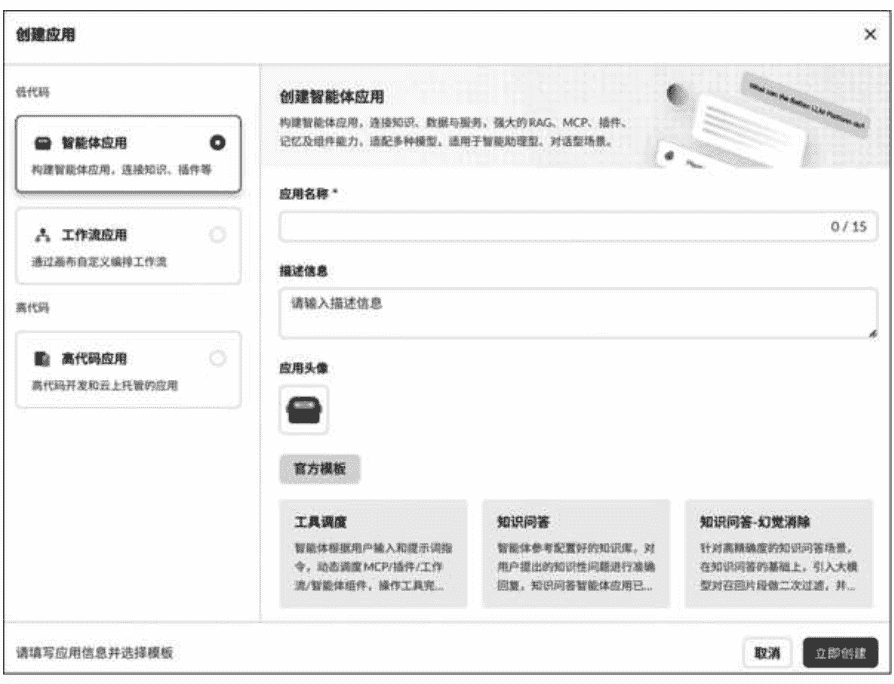 创建应用
低代码
智能体应用
构建智能体应用，连接知识、插件等
工作流应用
通过画布自定义编排工作流
高代码
高代码应用
高代码开发和云上托管的应用
创建智能体应用
构建智能体应用，连接知识、数据与服务，强大的RAG、MCP、插件、
记忆及组件能力，适配多种模型，适用于智能助理型、对话型场景。
What can the Bailian LLM Platform do?
应用名称 *
0 / 15
描述信息
请输入描述信息
应用头像
官方模板
工具调度
智能体根据用户输入和提示词指
令，动态调度MCP/插件/工作
流/智能体组件，操作工具完...
知识问答
智能体参考配置好的知识库，对
用户提出的知识性问题进行准确
回复，知识问答智能体应用已...
知识问答-幻觉消除
针对高精确度的知识问答场景，
在知识问答的基础上，引入大模
型对召回片段做二次过滤，并...
请填写应用信息并选择模板
取消
立即创建